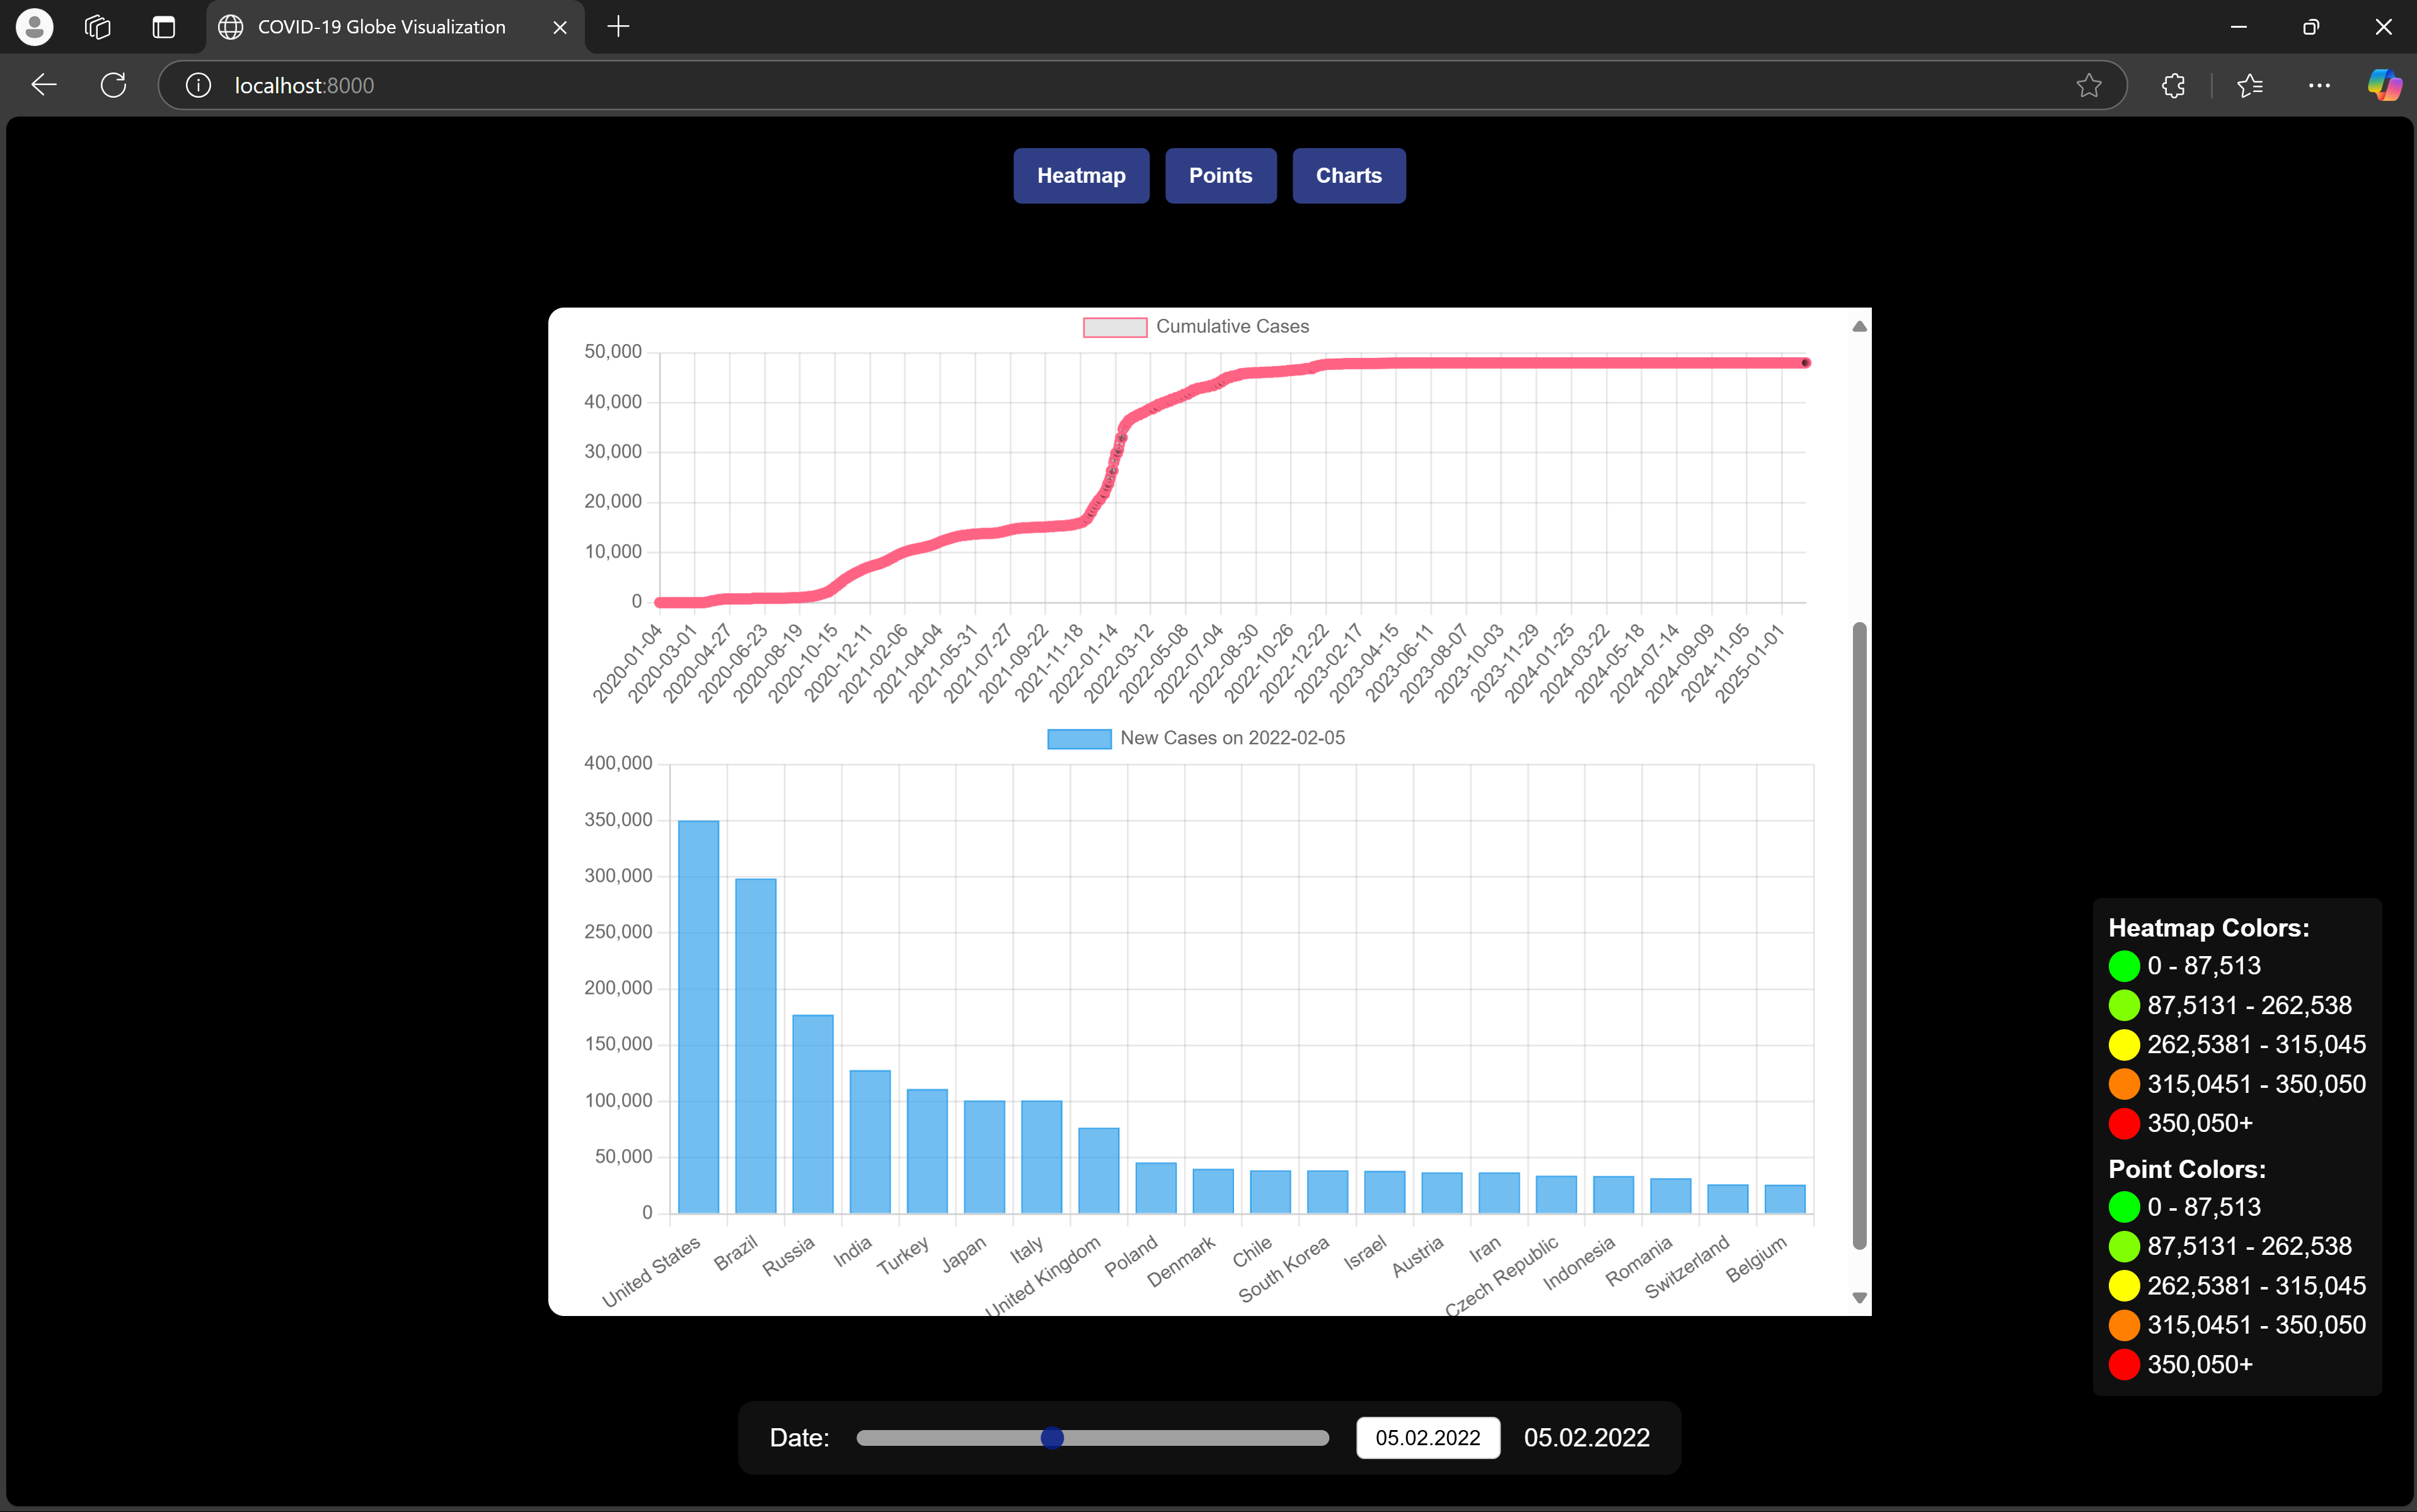 COVID-19 Globe Visualization
localhost:8000
Heatmap Points Charts
Cumulative Cases
50,000
40,000
30,000
20,000
10,000
0
2020-01-04 2020-03-01 2020-04-27 2020-06-23 2020-08-19 2020-10-15 2020-12-11 2021-02-06 2021-04-04 2021-05-31 2021-07-27 2021-09-22 2021-11-18 2022-01-14 2022-03-12 2022-05-08 2022-07-04 2022-08-30 2022-10-26 2022-12-22 2023-02-17 2023-04-15 2023-06-11 2023-08-07 2023-10-03 2023-11-29 2024-01-25 2024-03-22 2024-05-18 2024-07-14 2024-09-09 2024-11-05 2025-01-01
New Cases on 2022-02-05
400,000
350,000
300,000
250,000
200,000
150,000
100,000
50,000
0
United States Brazil Russia India Turkey Japan Italy United Kingdom Poland Denmark Chile South Korea Israel Austria Iran Czech Republic Indonesia Romania Switzerland Belgium
Heatmap Colors:
0 - 87,513
87,5131 - 262,538
262,5381 - 315,045
315,0451 - 350,050
350,050+
Point Colors:
0 - 87,513
87,5131 - 262,538
262,5381 - 315,045
315,0451 - 350,050
350,050+
Date: 05.02.2022 05.02.2022